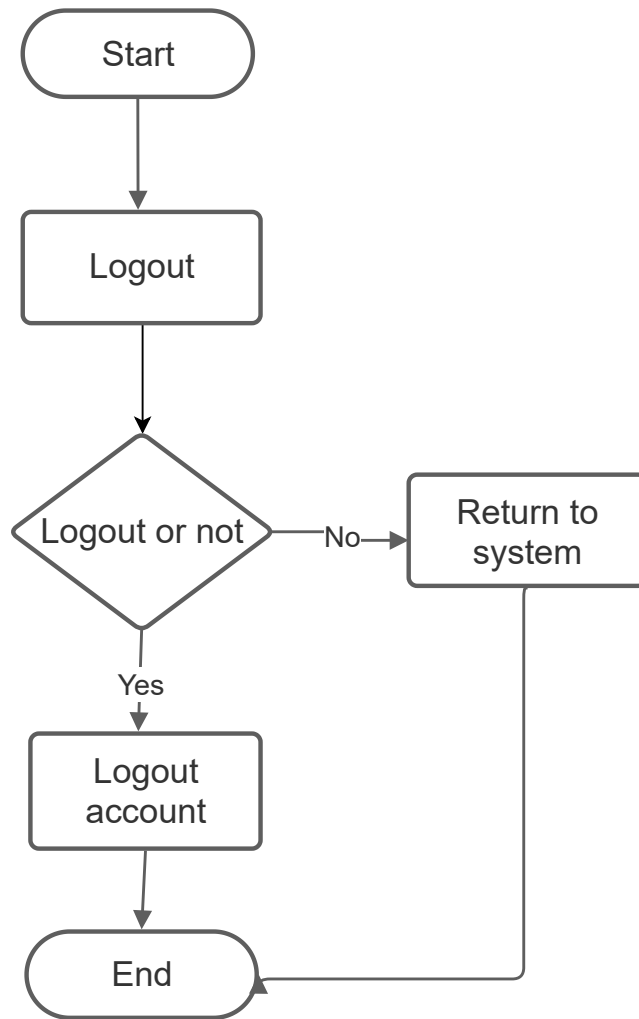 Start
Logout
Logout or not
No
Return to
system
Yes
Logout
account
End